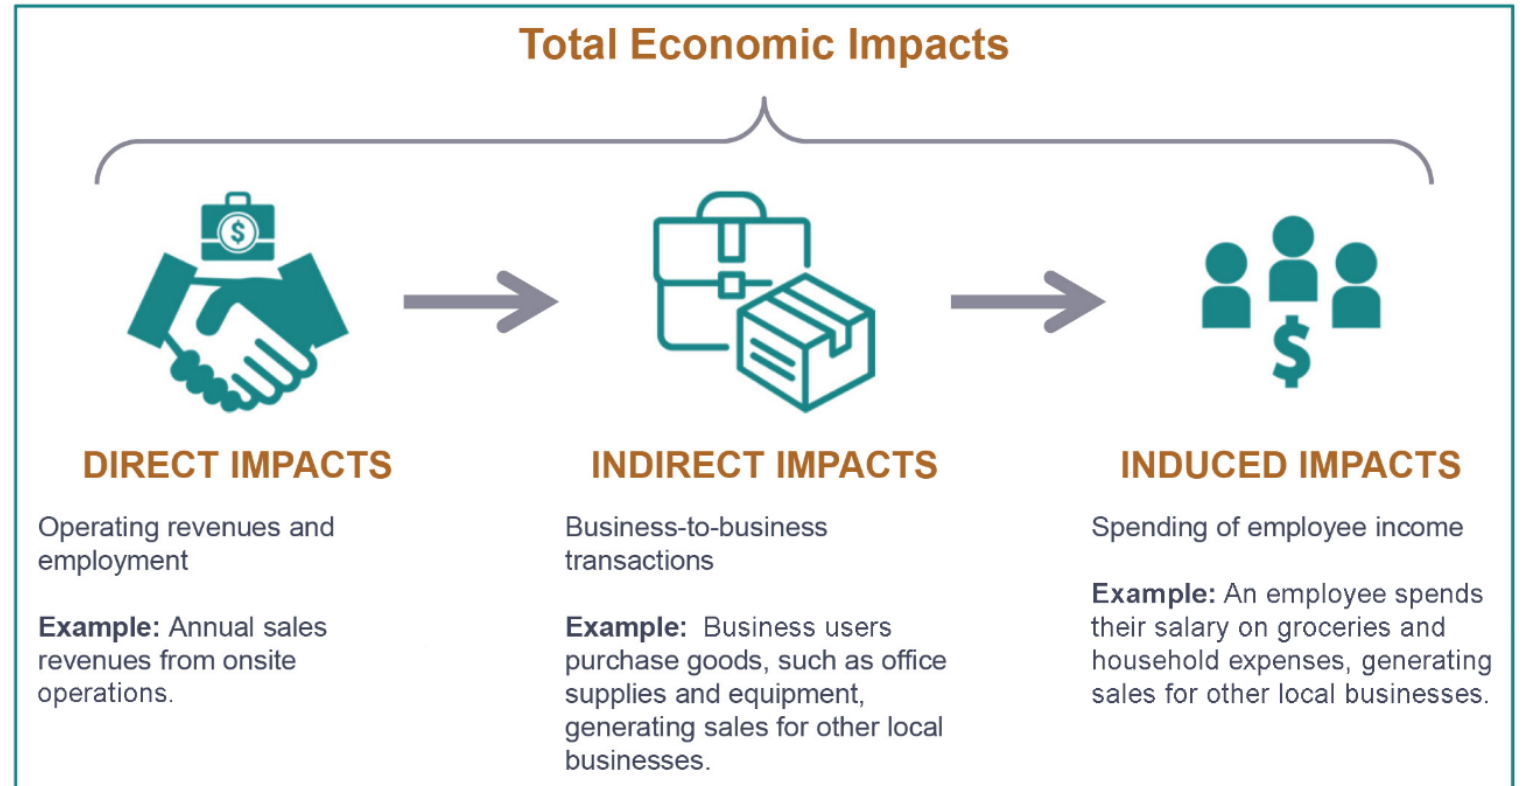 Total Economic Impacts
$
$
DIRECT IMPACTS
Operating revenues and
employment
Example: Annual sales
revenues from onsite
operations.
INDIRECT IMPACTS
Business-to-business
transactions
Example:  Business users
purchase goods, such as office
supplies and equipment,
generating sales for other local
businesses.
INDUCED IMPACTS
Spending of employee income
Example: An employee spends
their salary on groceries and
household expenses, generating
sales for other local businesses.